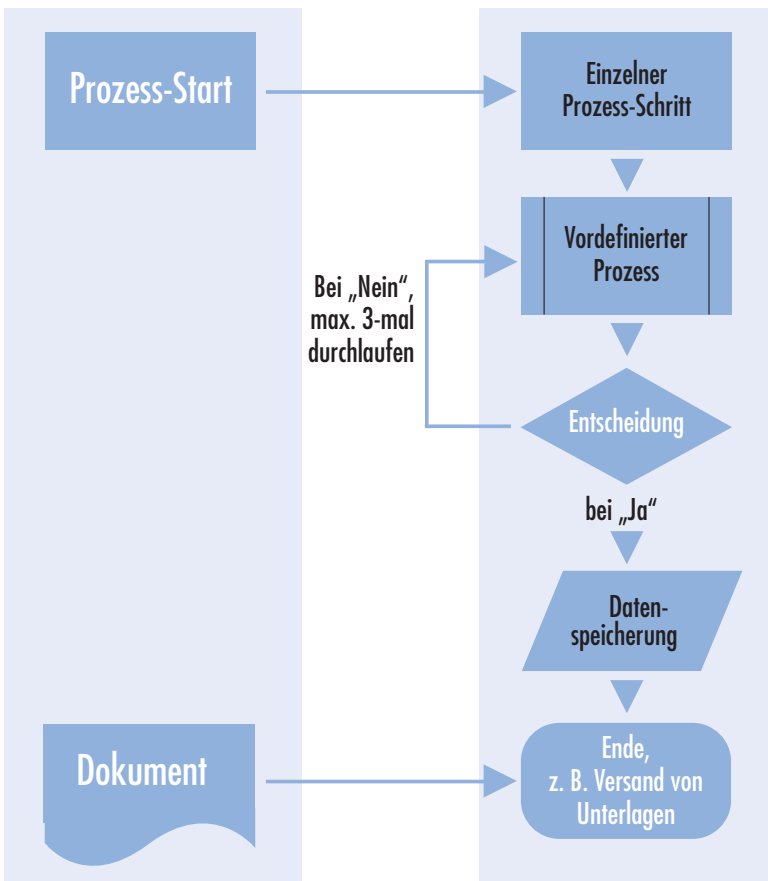 Prozess-Start
Einzelner
Prozess-Schritt
Vordefinierter
Prozess
Bei „Nein“,
max. 3-mal
durchlaufen
Entscheidung
bei „Ja“
Daten-
speicherung
Dokument
Ende,
z. B. Versand von
Unterlagen